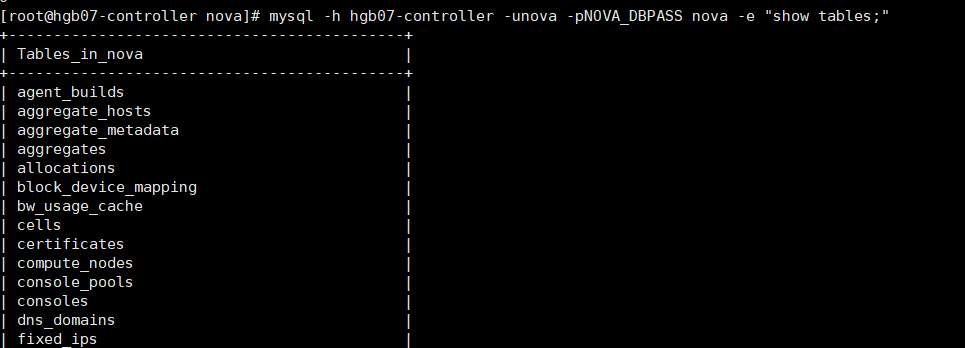 [root@hgb07-controller nova]# mysql -h hgb07-controller -unova -pNOVA_DBPASS nova -e "show tables;"
+--------------------------------------------+
| Tables_in_nova                             |
+--------------------------------------------+
| agent_builds                               |
| aggregate_hosts                            |
| aggregate_metadata                         |
| aggregates                                 |
| allocations                                |
| block_device_mapping                       |
| bw_usage_cache                             |
| cells                                      |
| certificates                               |
| compute_nodes                              |
| console_pools                              |
| consoles                                   |
| dns_domains                                |
| fixed_ips                                  |